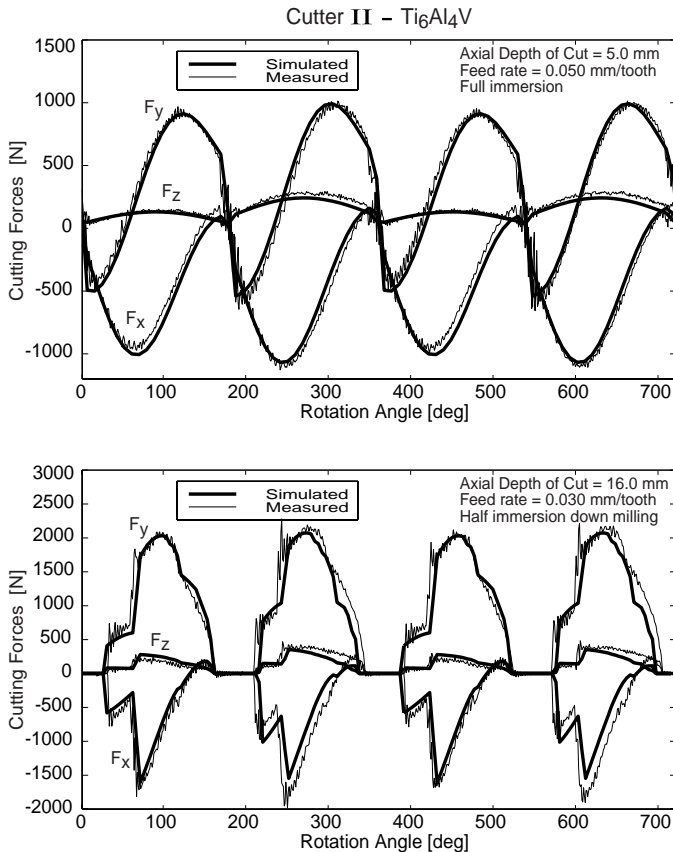 Cutter II – Ti6Al4V
Axial Depth of Cut = 5.0 mm
Feed rate = 0.050 mm/tooth
Full immersion
Simulated
Measured
1500
1000
500
0
-500
-1000
Cutting Forces [N]
Fy
Fz
Fx
0 100 200 300 400 500 600 700
Rotation Angle [deg]
Axial Depth of Cut = 16.0 mm
Feed rate = 0.030 mm/tooth
Half immersion down milling
Simulated
Measured
3000
2500
2000
1500
1000
500
0
-500
-1000
-1500
-2000
Cutting Forces [N]
Fy
Fz
Fx
0 100 200 300 400 500 600 700
Rotation Angle [deg]